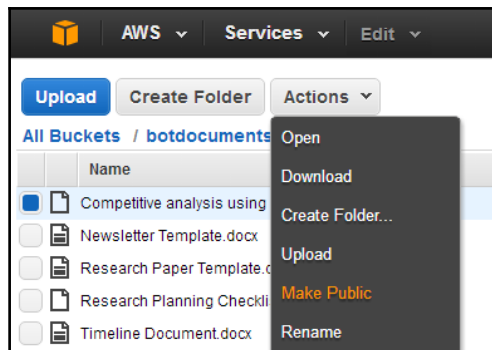 AWS Services Edit
Upload Create Folder Actions
All Buckets / botdocuments
Name
Competitive analysis using
Newsletter Template.docx
Research Paper Template.
Research Planning Checkli
Timeline Document.docx
Open
Download
Create Folder...
Upload
Make Public
Rename